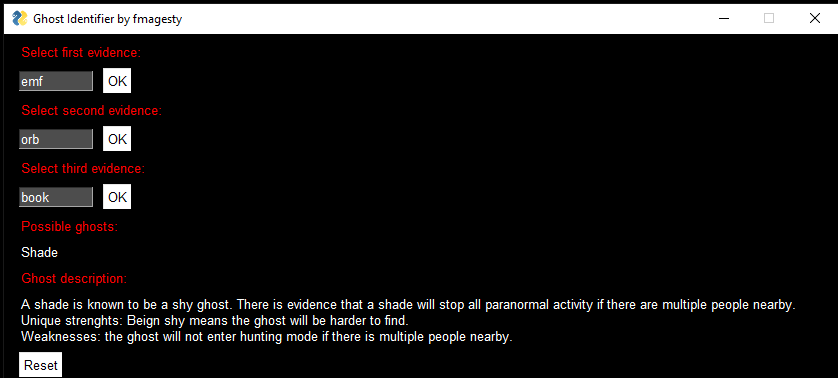 Ghost Identifier by fmagesty
Select first evidence:
emf OK
Select second evidence:
orb OK
Select third evidence:
book OK
Possible ghosts:
Shade
Ghost description:
A shade is known to be a shy ghost. There is evidence that a shade will stop all paranormal activity if there are multiple people nearby.
Unique strenghts: Beign shy means the ghost will be harder to find.
Weaknesses: the ghost will not enter hunting mode if there is multiple people nearby.
Reset